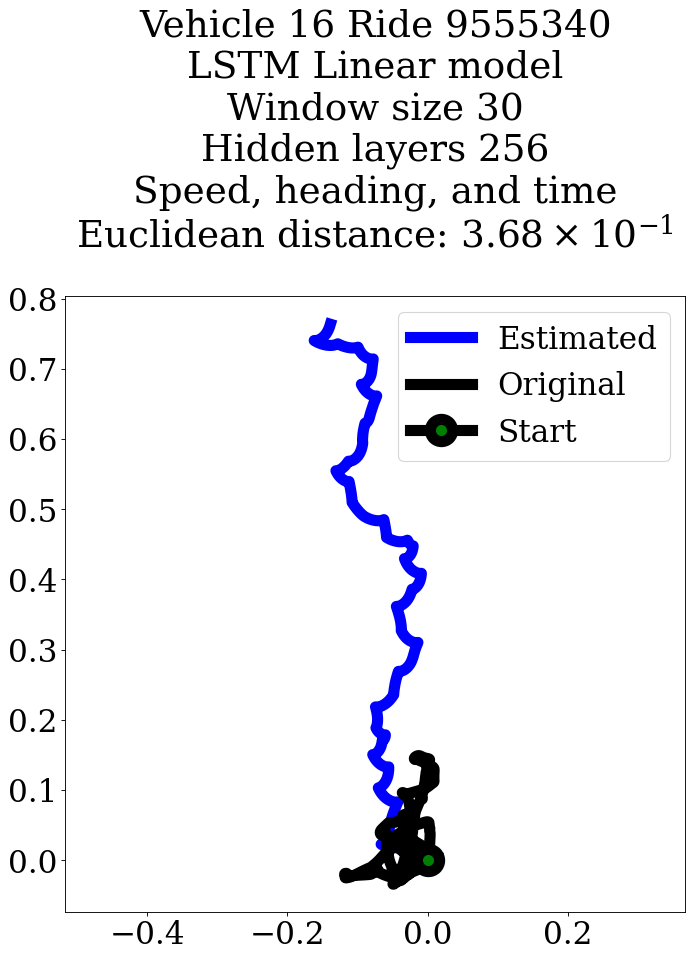 Vehicle 16 Ride 9555340
LSTM Linear model
Window size 30
Hidden layers 256
Speed, heading, and time
Euclidean distance: 3.68 × 10⁻¹
0.8
0.7
0.6
0.5
0.4
0.3
0.2
0.1
0.0
Estimated
Original
Start
−0.4 −0.2 0.0 0.2